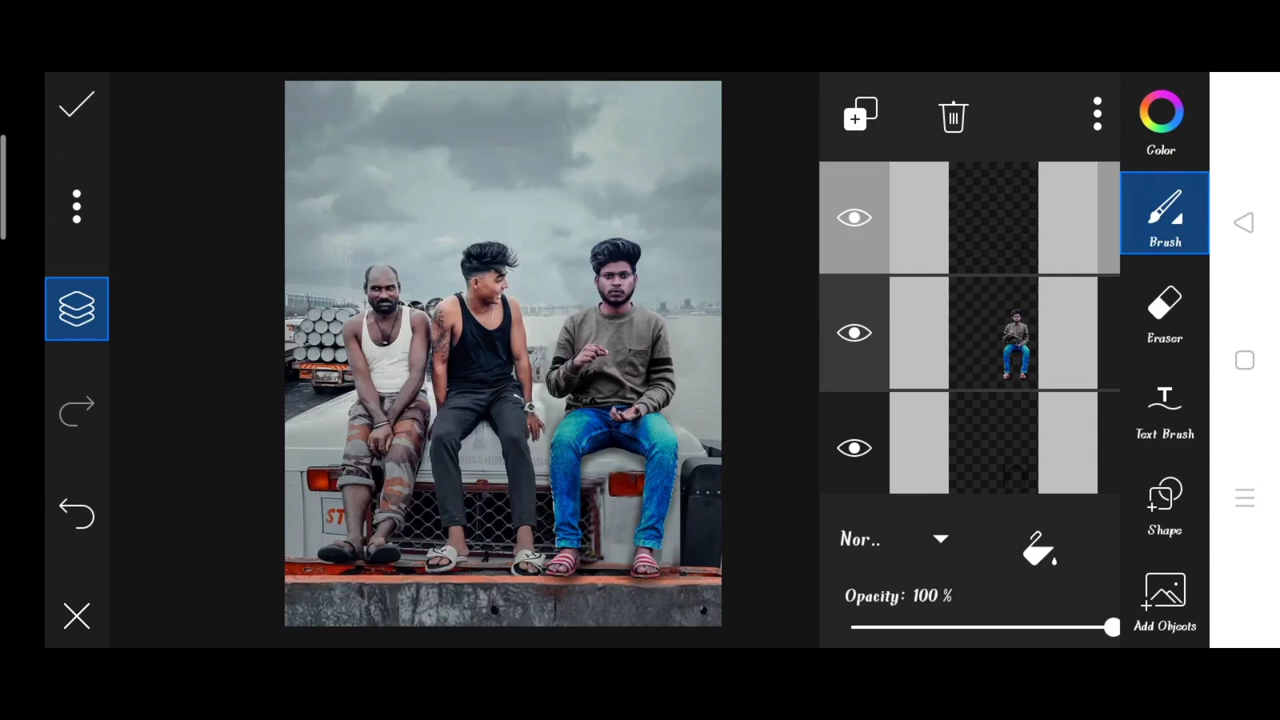 Color
Brush
Eraser
Text Brush
Shape
Add Objects
Nor..
Opacity: 100 %
ST